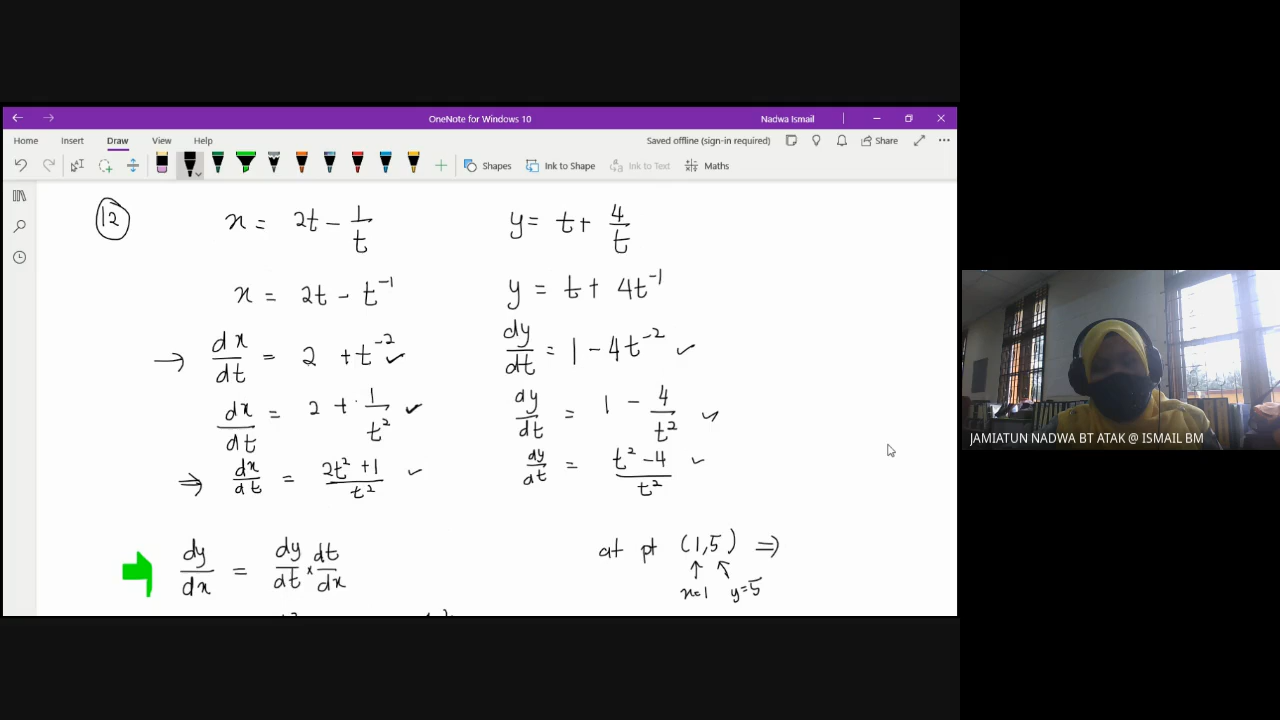 OneNote for Windows 10
Nadwa Ismail
Home Insert Draw View Help
Saved offline (sign-in required)
Share
Shapes Ink to Shape Ink to Text Maths
12
x = 2t - 1/t
y = t + 4/t
x = 2t - t⁻¹
y = t + 4t⁻¹
→ dx/dt = 2 + t⁻² ✓
dy/dt = 1 - 4t⁻² ✓
dx/dt = 2 + 1/t² ✓
dy/dt = 1 - 4/t² ✓
⇒ dx/dt = (2t² + 1)/t² ✓
dy/dt = (t² - 4)/t² ✓
dy/dx = dy/dt × dt/dx
at pt (1,5) ⇒
x=1 y=5
JAMIATUN NADWA BT ATAK @ ISMAIL BM